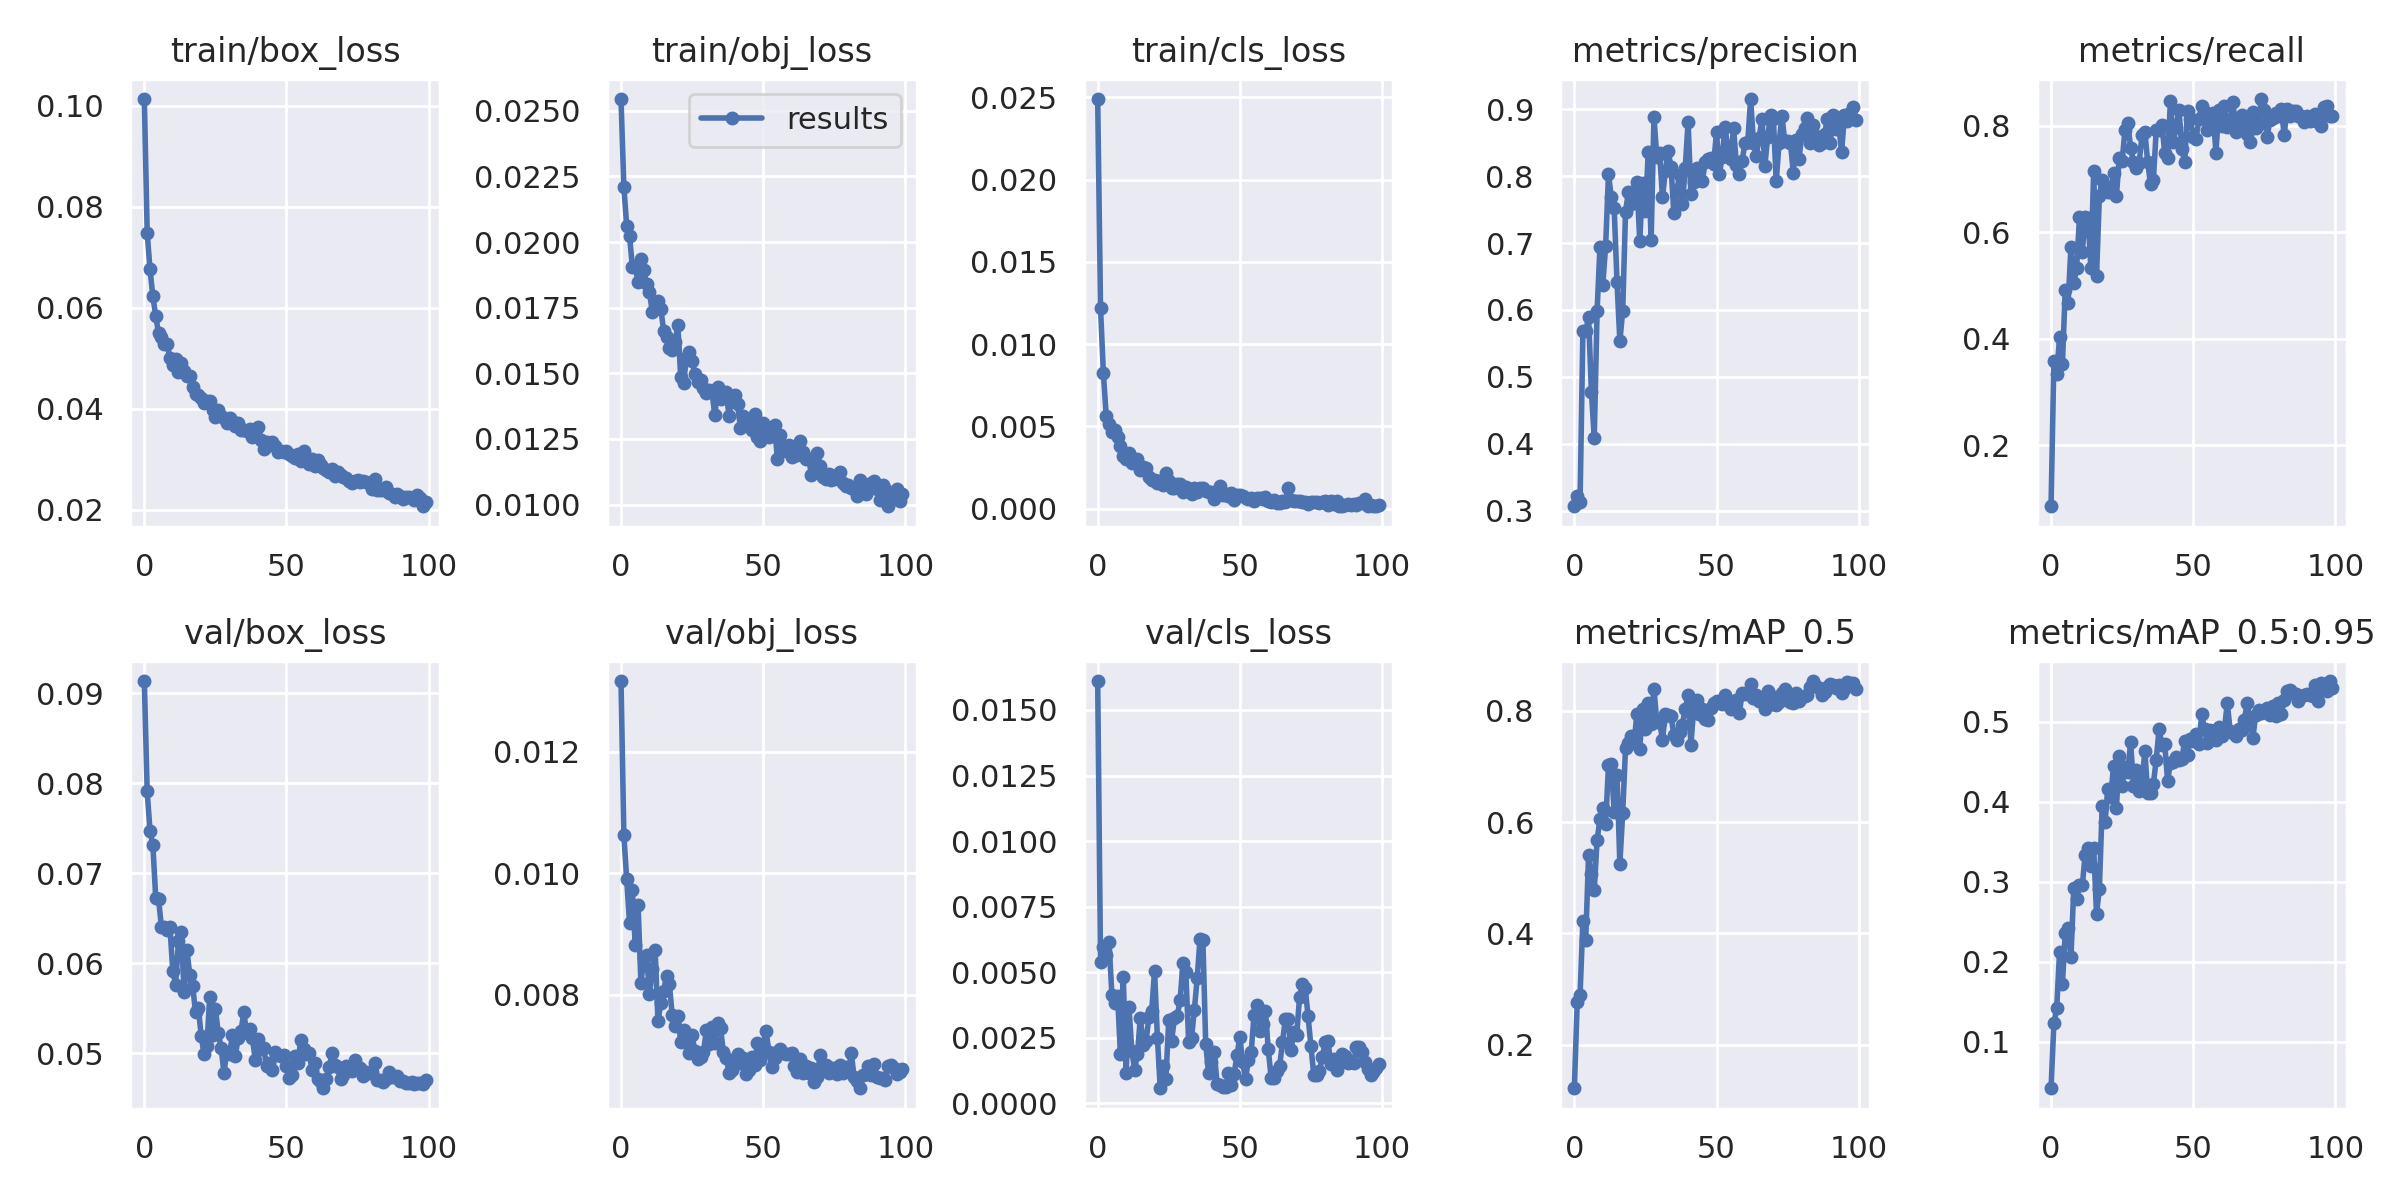 train/box_loss
0.10
0.08
0.06
0.04
0.02
0 50 100
train/obj_loss
results
0.0250
0.0225
0.0200
0.0175
0.0150
0.0125
0.0100
0 50 100
train/cls_loss
0.025
0.020
0.015
0.010
0.005
0.000
0 50 100
metrics/precision
0.9
0.8
0.7
0.6
0.5
0.4
0.3
0 50 100
metrics/recall
0.8
0.6
0.4
0.2
0 50 100
val/box_loss
0.09
0.08
0.07
0.06
0.05
0 50 100
val/obj_loss
0.012
0.010
0.008
0 50 100
val/cls_loss
0.0150
0.0125
0.0100
0.0075
0.0050
0.0025
0.0000
0 50 100
metrics/mAP_0.5
0.8
0.6
0.4
0.2
0 50 100
metrics/mAP_0.5:0.95
0.5
0.4
0.3
0.2
0.1
0 50 100